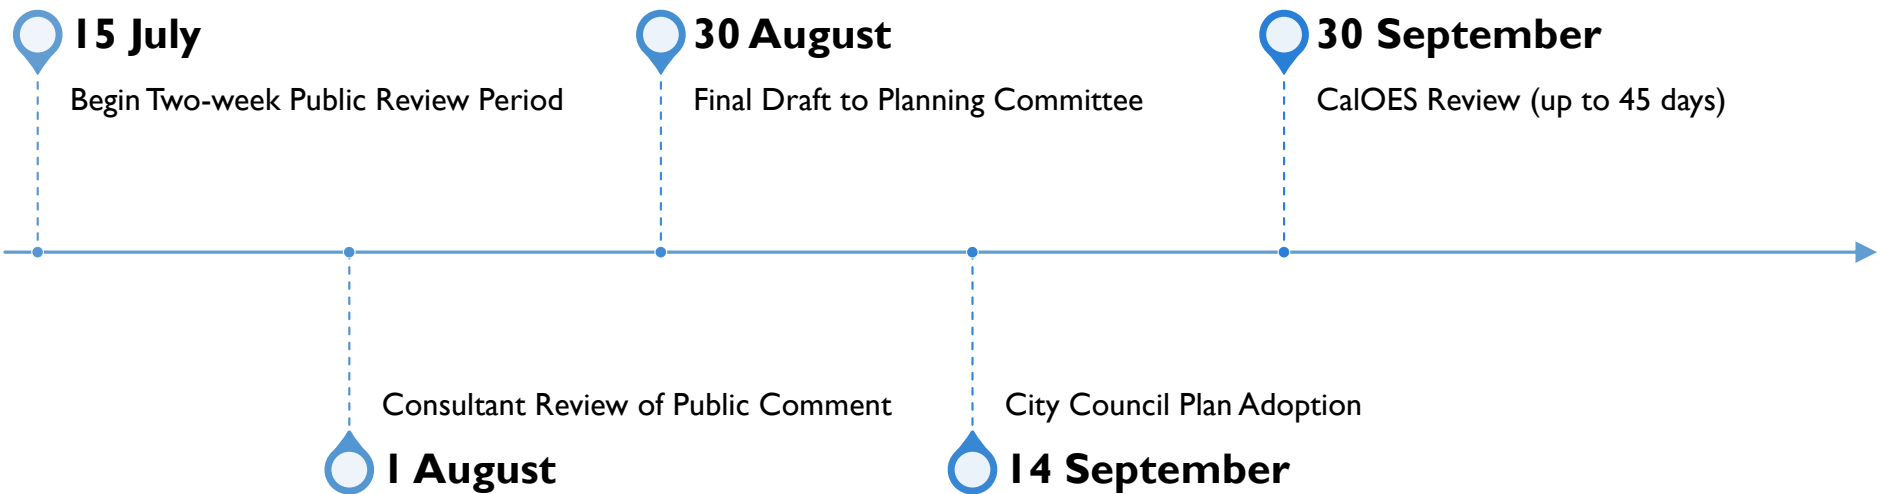 15 July
Begin Two-week Public Review Period
30 August
Final Draft to Planning Committee
30 September
CalOES Review (up to 45 days)
Consultant Review of Public Comment
1 August
City Council Plan Adoption
14 September